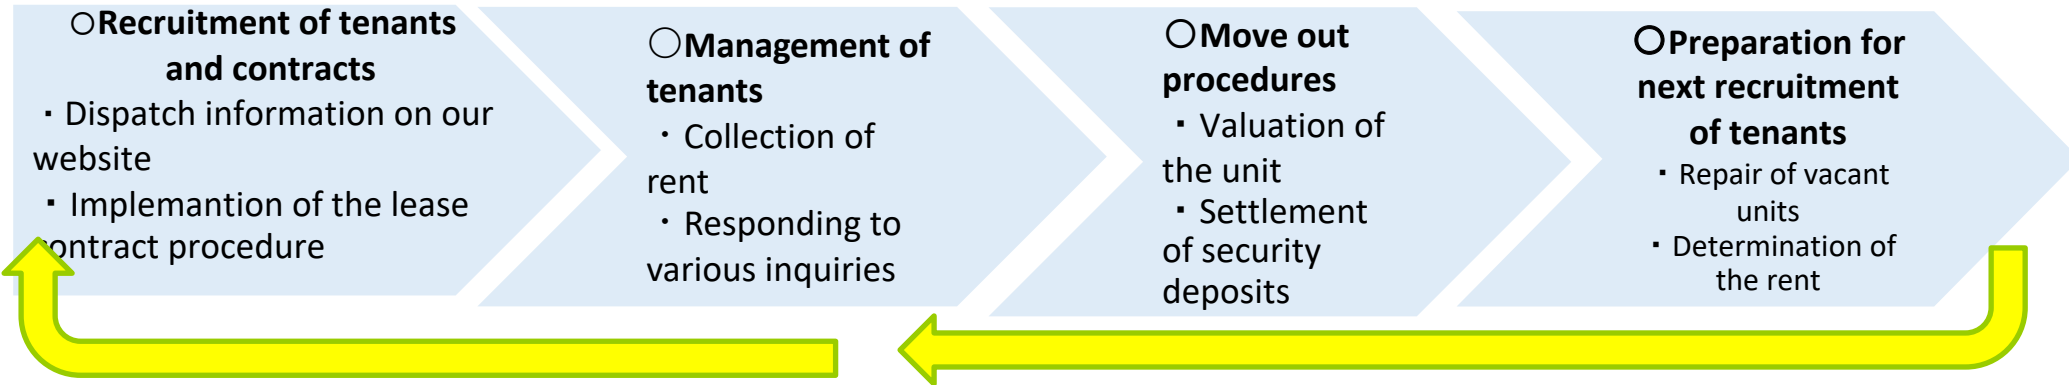 ○Recruitment of tenants
and contracts
・Dispatch information on our
website
・Implemantion of the lease
contract procedure
○Management of
tenants
・Collection of
rent
・Responding to
various inquiries
○Move out
procedures
・Valuation of
the unit
・Settlement
of security
deposits
○Preparation for
next recruitment
of tenants
・Repair of vacant
units
・Determination of
the rent